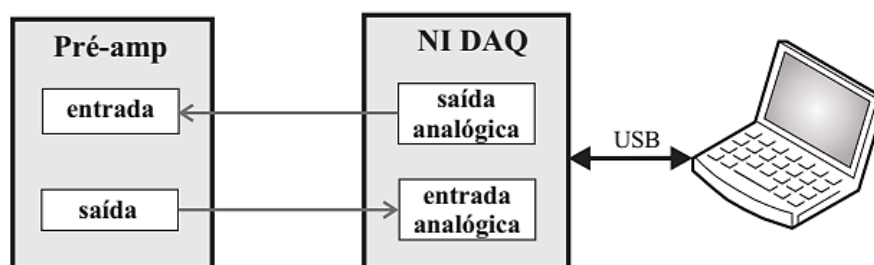 Pré-amp
entrada
saída
NI DAQ
saída
analógica
entrada
analógica
USB